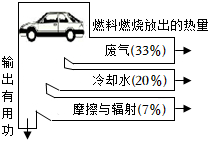 燃料燃烧放出的热量
废气(33%)
冷却水(20%)
摩擦与辐射(7%)
输出有用功